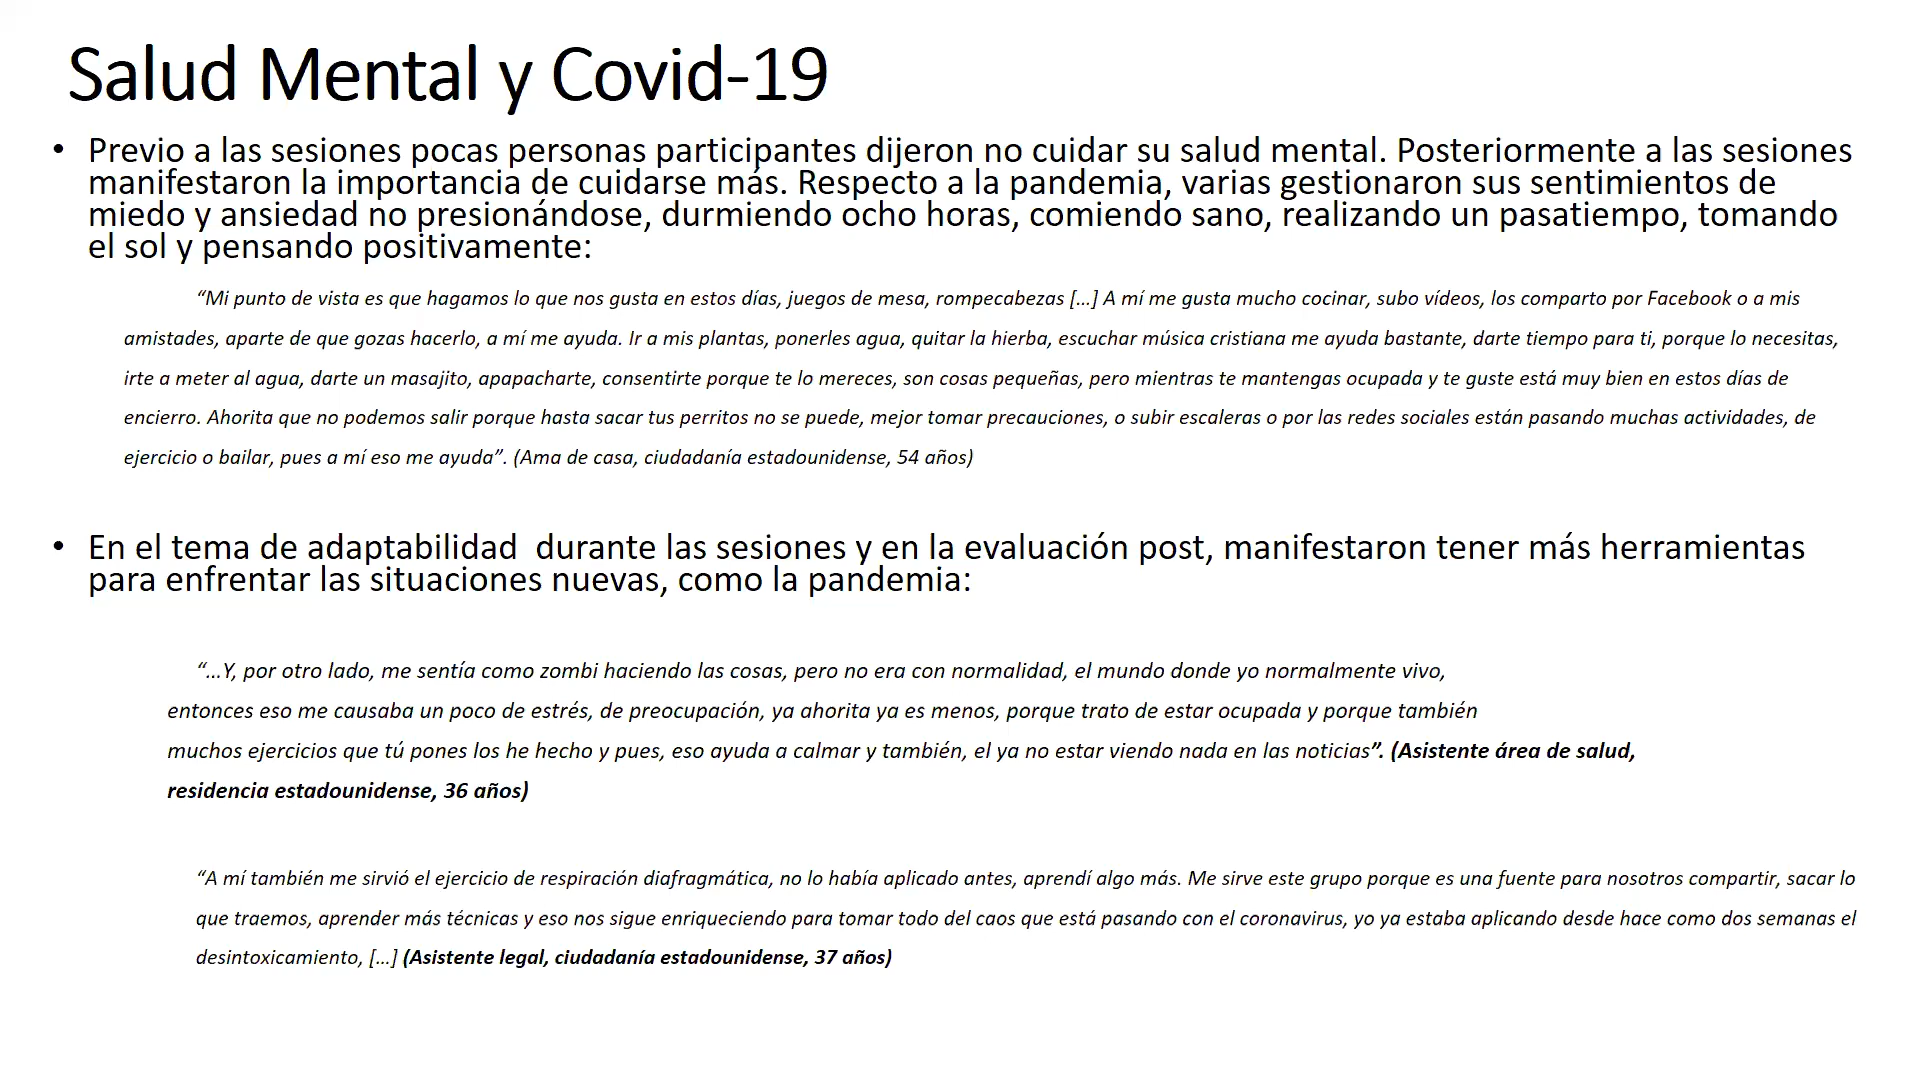 Salud Mental y Covid-19
• Previo a las sesiones pocas personas participantes dijeron no cuidar su salud mental. Posteriormente a las sesiones
manifestaron la importancia de cuidarse más. Respecto a la pandemia, varias gestionaron sus sentimientos de
miedo y ansiedad no presionándose, durmiendo ocho horas, comiendo sano, realizando un pasatiempo, tomando
el sol y pensando positivamente:
“Mi punto de vista es que hagamos lo que nos gusta en estos días, juegos de mesa, rompecabezas […] A mí me gusta mucho cocinar, subo vídeos, los comparto por Facebook o a mis
amistades, aparte de que gozas hacerlo, a mí me ayuda. Ir a mis plantas, ponerles agua, quitar la hierba, escuchar música cristiana me ayuda bastante, darte tiempo para ti, porque lo necesitas,
irte a meter al agua, darte un masajito, apapacharte, consentirte porque te lo mereces, son cosas pequeñas, pero mientras te mantengas ocupada y te guste está muy bien en estos días de
encierro. Ahorita que no podemos salir porque hasta sacar tus perritos no se puede, mejor tomar precauciones, o subir escaleras o por las redes sociales están pasando muchas actividades, de
ejercicio o bailar, pues a mí eso me ayuda”. (Ama de casa, ciudadanía estadounidense, 54 años)
• En el tema de adaptabilidad  durante las sesiones y en la evaluación post, manifestaron tener más herramientas
para enfrentar las situaciones nuevas, como la pandemia:
“…Y, por otro lado, me sentía como zombi haciendo las cosas, pero no era con normalidad, el mundo donde yo normalmente vivo,
entonces eso me causaba un poco de estrés, de preocupación, ya ahorita ya es menos, porque trato de estar ocupada y porque también
muchos ejercicios que tú pones los he hecho y pues, eso ayuda a calmar y también, el ya no estar viendo nada en las noticias”. (Asistente área de salud,
residencia estadounidense, 36 años)
“A mí también me sirvió el ejercicio de respiración diafragmática, no lo había aplicado antes, aprendí algo más. Me sirve este grupo porque es una fuente para nosotros compartir, sacar lo
que traemos, aprender más técnicas y eso nos sigue enriqueciendo para tomar todo del caos que está pasando con el coronavirus, yo ya estaba aplicando desde hace como dos semanas el
desintoxicamiento, […] (Asistente legal, ciudadanía estadounidense, 37 años)